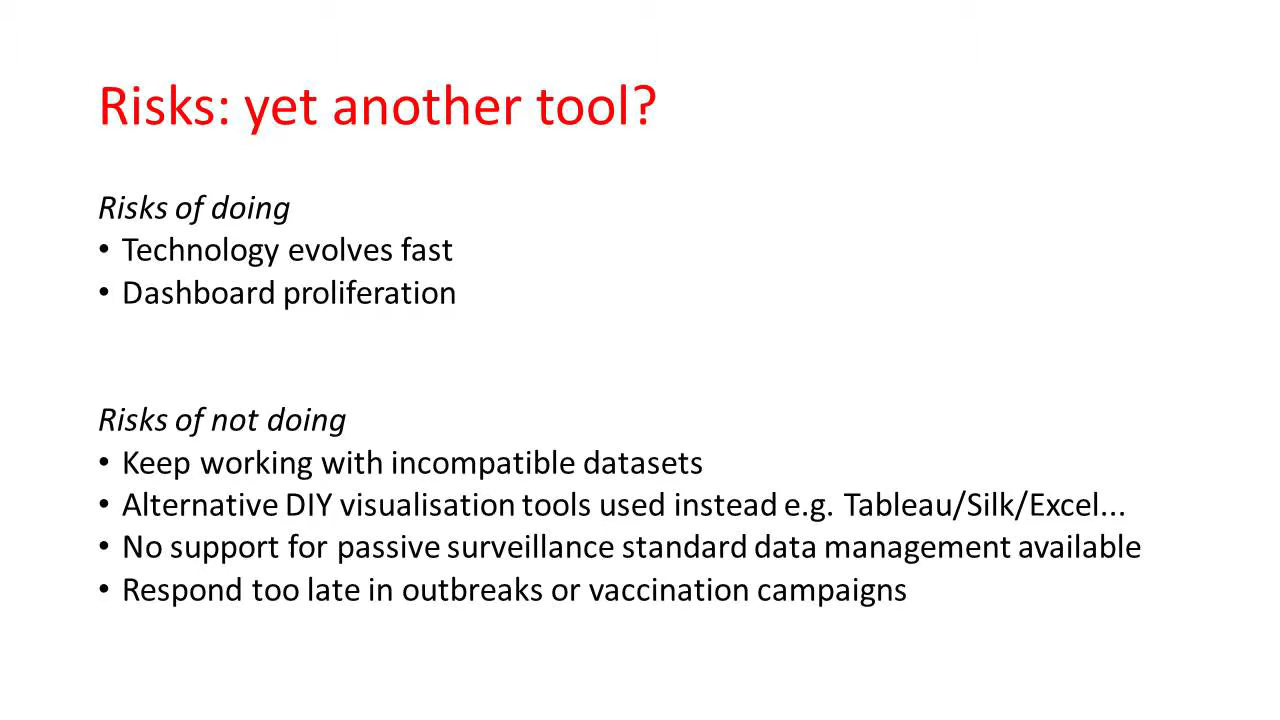 Risks: yet another tool?
Risks of doing
• Technology evolves fast
• Dashboard proliferation
Risks of not doing
• Keep working with incompatible datasets
• Alternative DIY visualisation tools used instead e.g. Tableau/Silk/Excel...
• No support for passive surveillance standard data management available
• Respond too late in outbreaks or vaccination campaigns